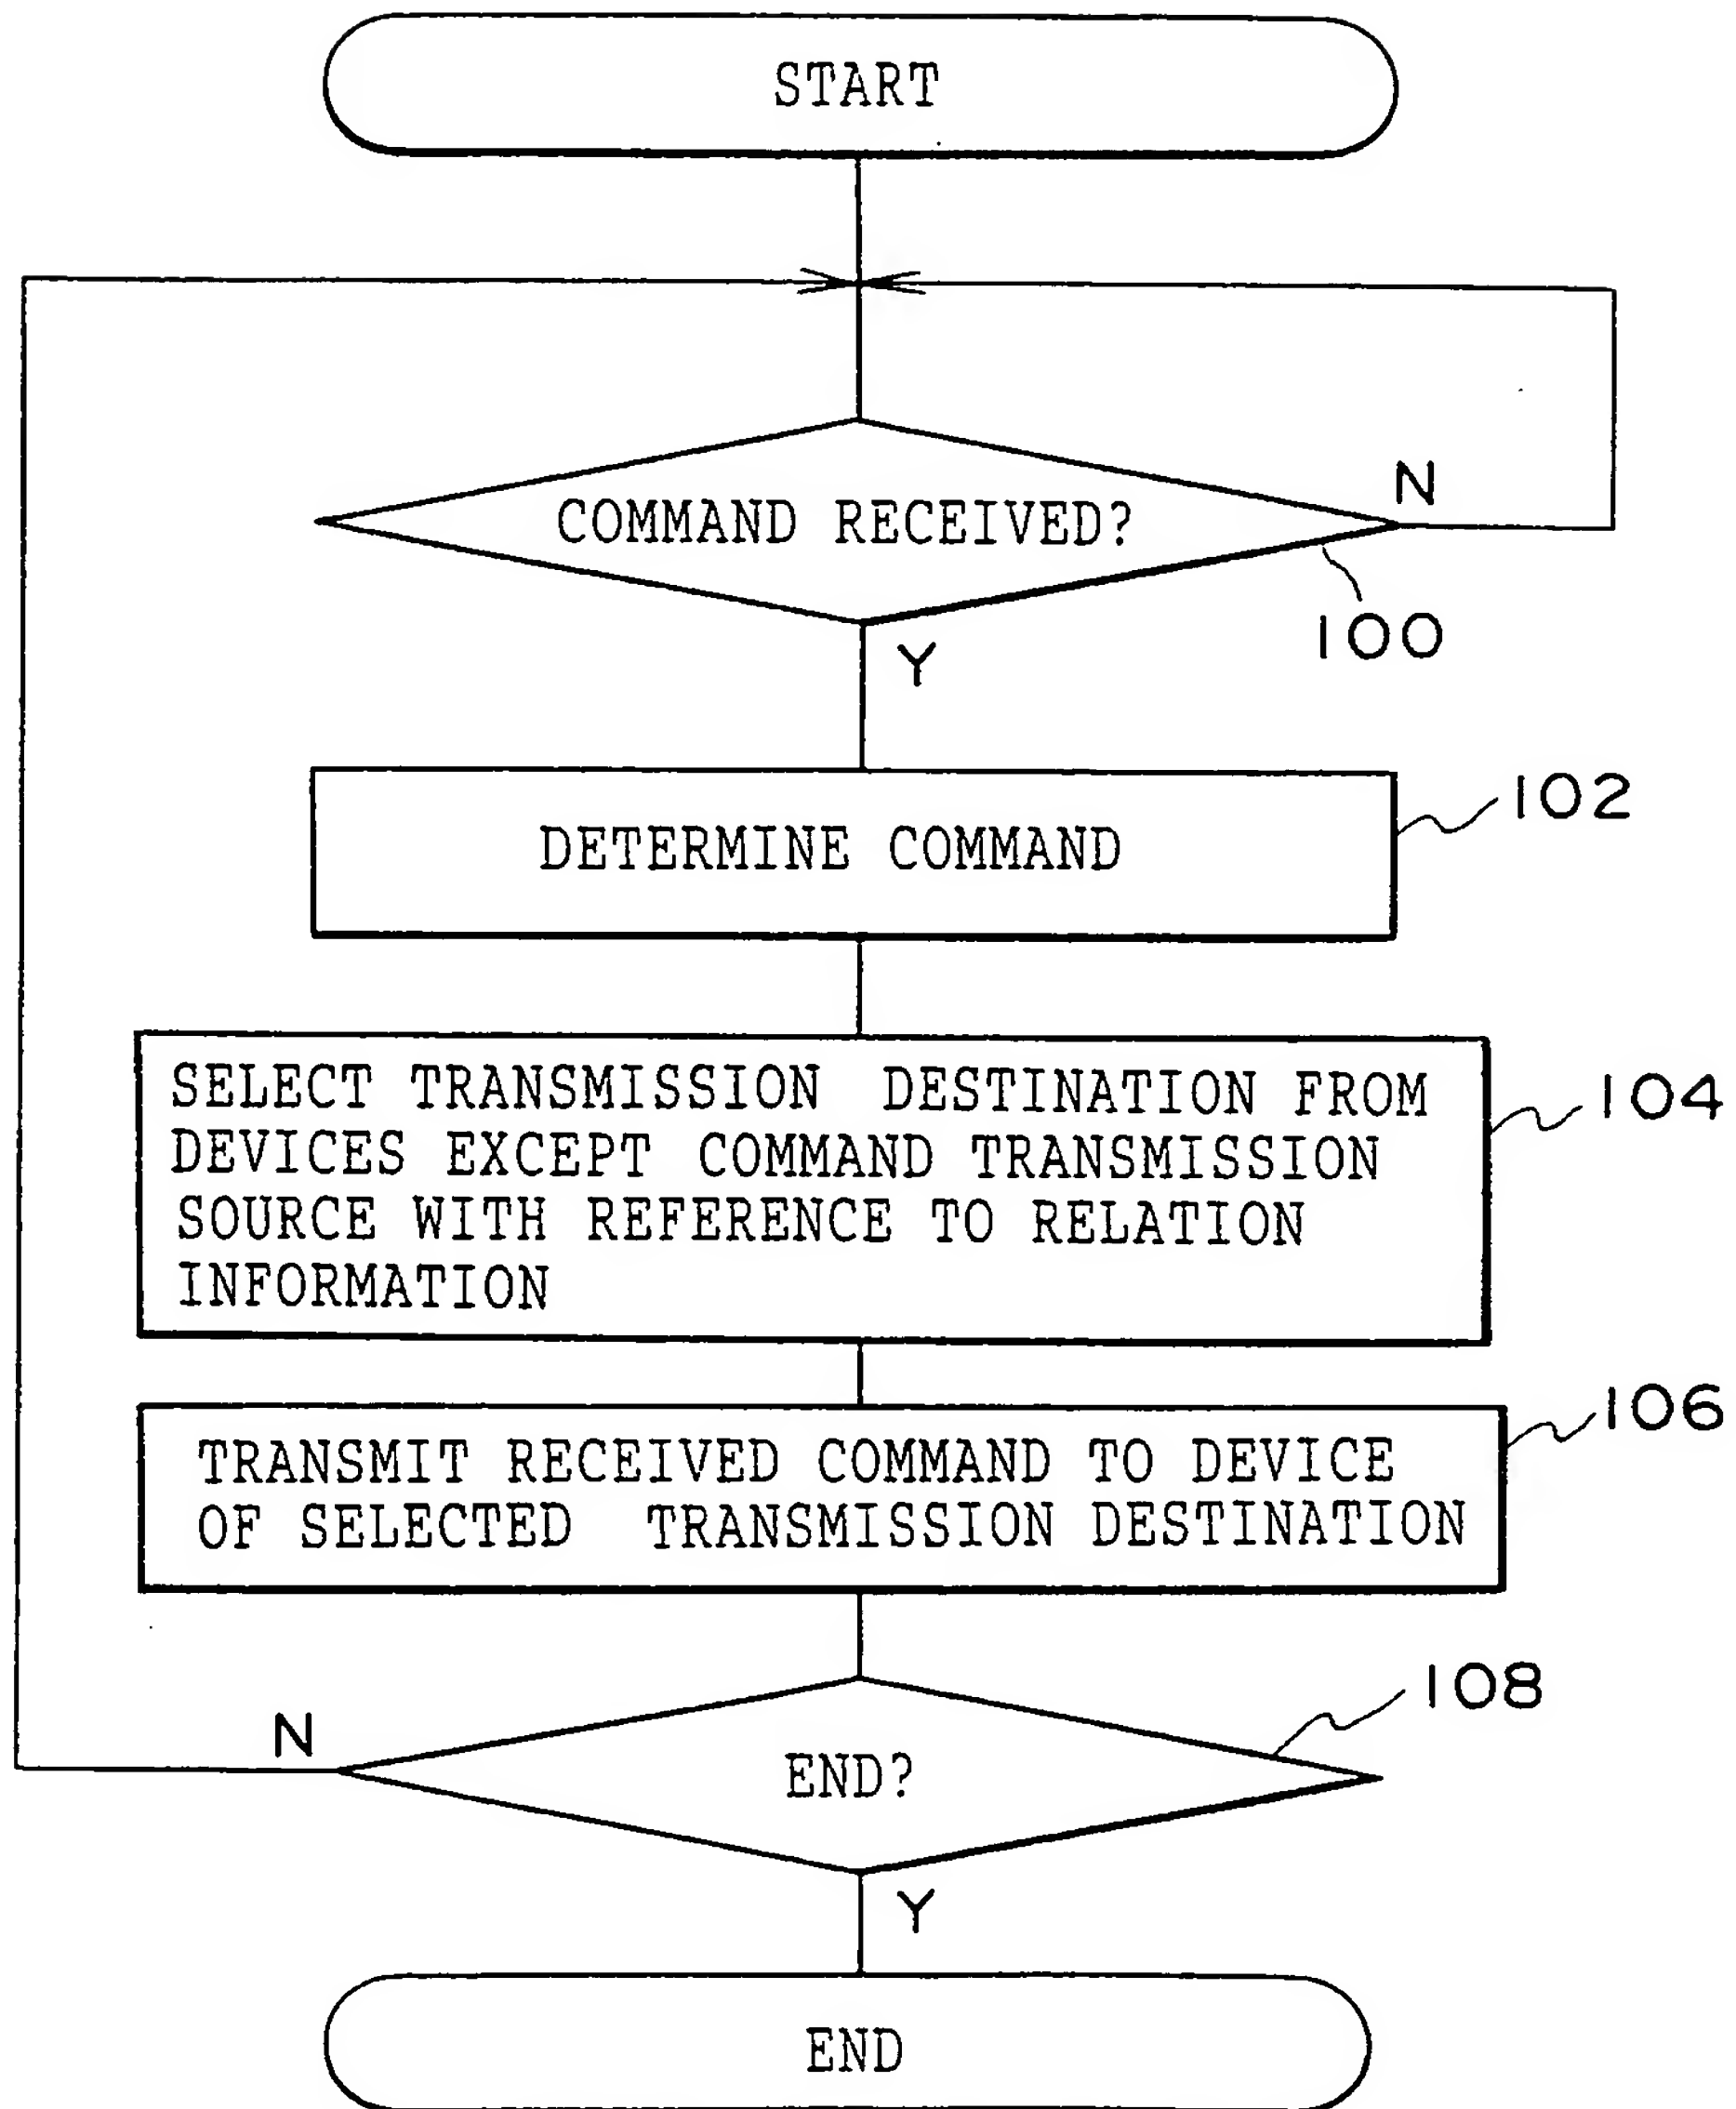 START
COMMAND RECEIVED?
N
100
Y
DETERMINE COMMAND
102
SELECT TRANSMISSION DESTINATION FROM
DEVICES EXCEPT COMMAND TRANSMISSION
SOURCE WITH REFERENCE TO RELATION
INFORMATION
104
TRANSMIT RECEIVED COMMAND TO DEVICE
OF SELECTED TRANSMISSION DESTINATION
106
108
N
END?
Y
END